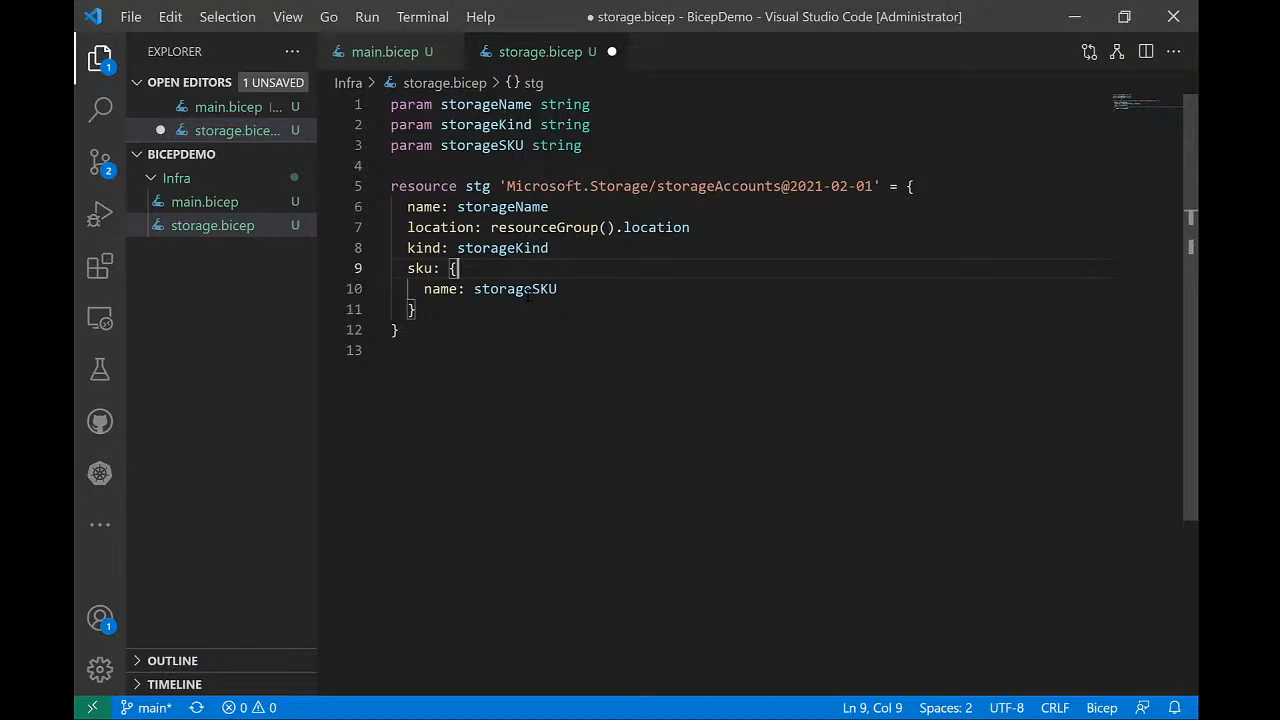 File Edit Selection View Go Run Terminal Help
● storage.bicep - BicepDemo - Visual Studio Code [Administrator]
EXPLORER
main.bicep U
storage.bicep U
OPEN EDITORS 1 UNSAVED
Infra > storage.bicep > {} stg
main.bicep I... U
storage.bice... U
BICEPDEMO
Infra
main.bicep U
storage.bicep U
1 param storageName string
2 param storageKind string
3 param storageSKU string
4
5 resource stg 'Microsoft.Storage/storageAccounts@2021-02-01' = {
6 name: storageName
7 location: resourceGroup().location
8 kind: storageKind
9 sku: {
10 name: storageSKU
11 }
12 }
13
1
2
1
OUTLINE
TIMELINE
main* 0 0 Ln 9, Col 9 Spaces: 2 UTF-8 CRLF Bicep